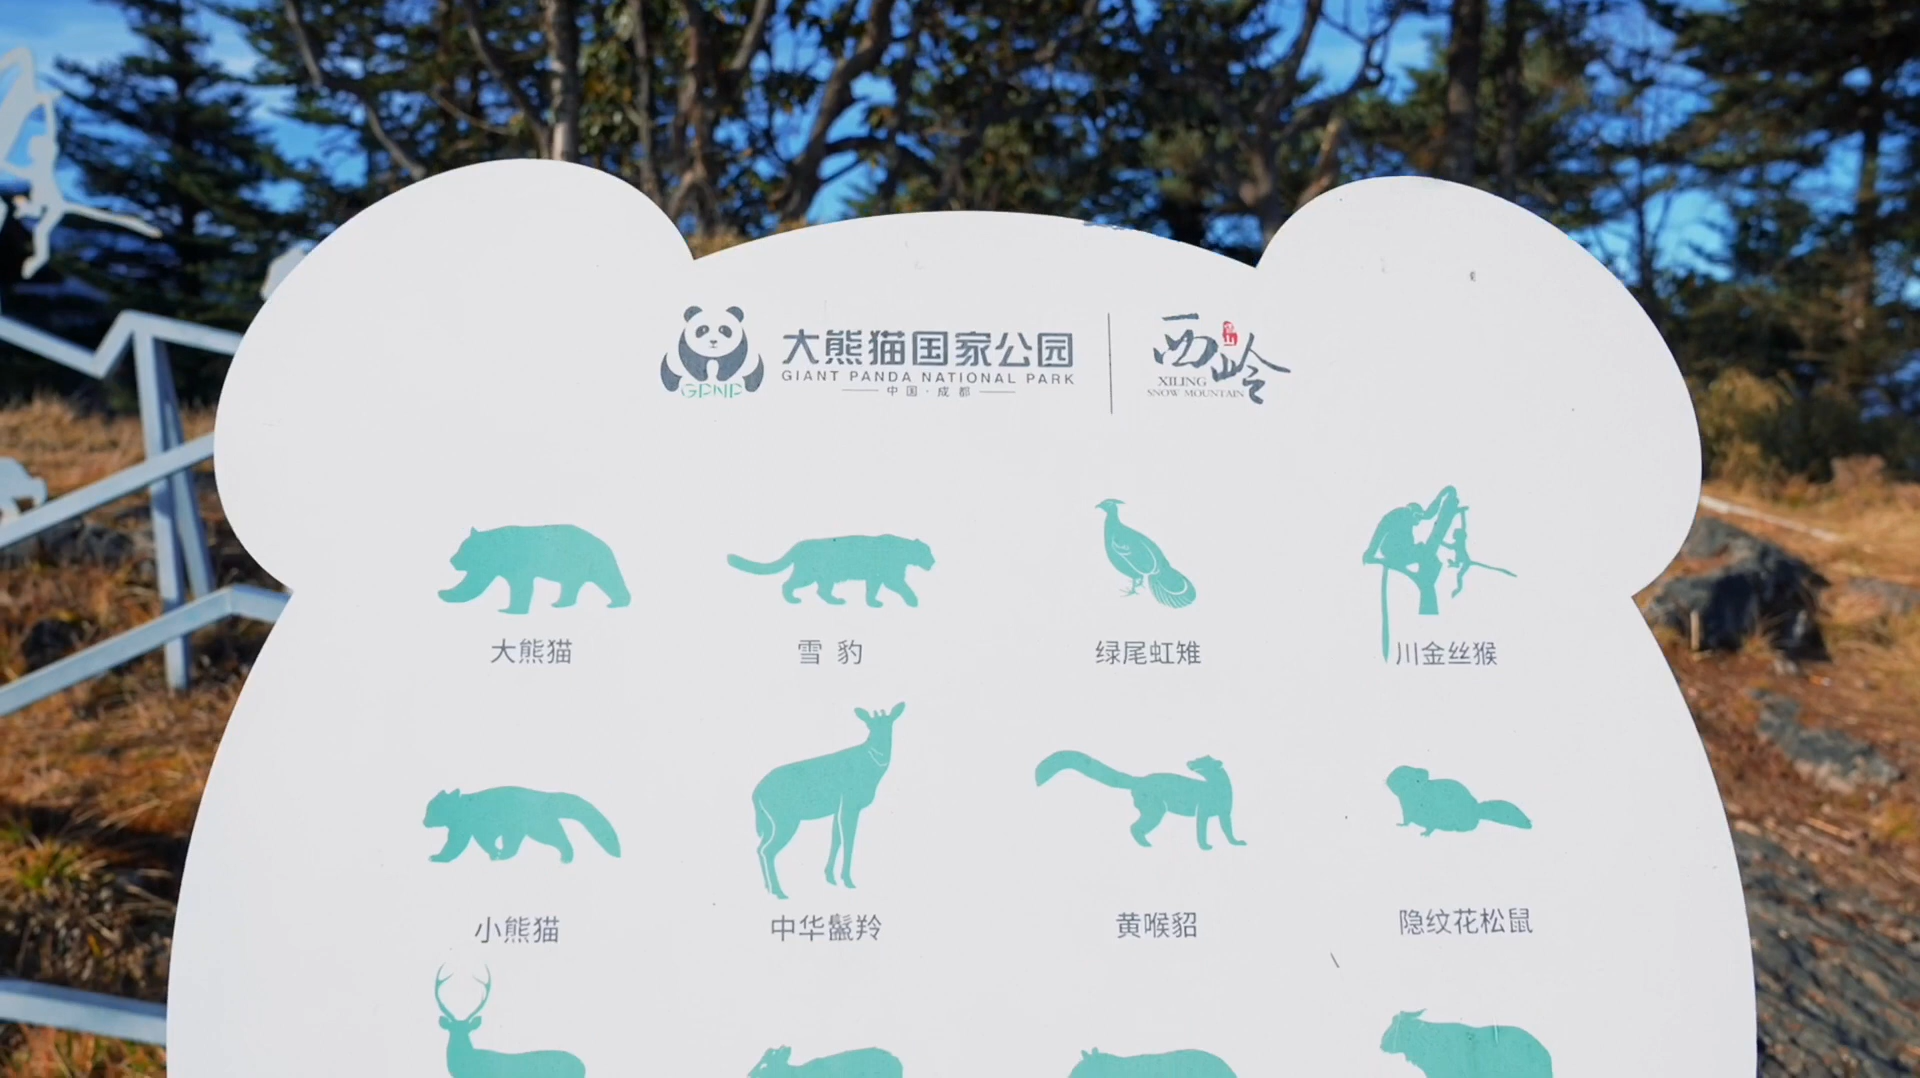 大熊猫国家公园
GIANT PANDA NATIONAL PARK
中国·成都
GPNP
西岭
XILING
SNOW MOUNTAIN
大熊猫
雪 豹
绿尾虹雉
川金丝猴
小熊猫
中华鬣羚
黄喉貂
隐纹花松鼠